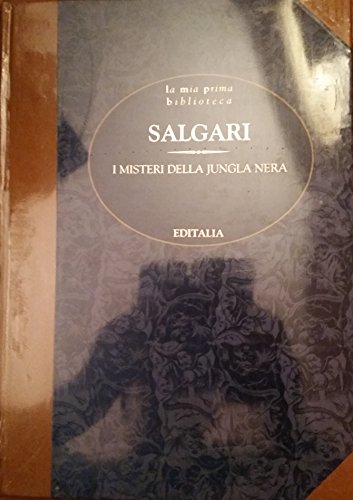 la mia prima
biblioteca
SALGARI
I MISTERI DELLA JUNGLA NERA
EDITALIA